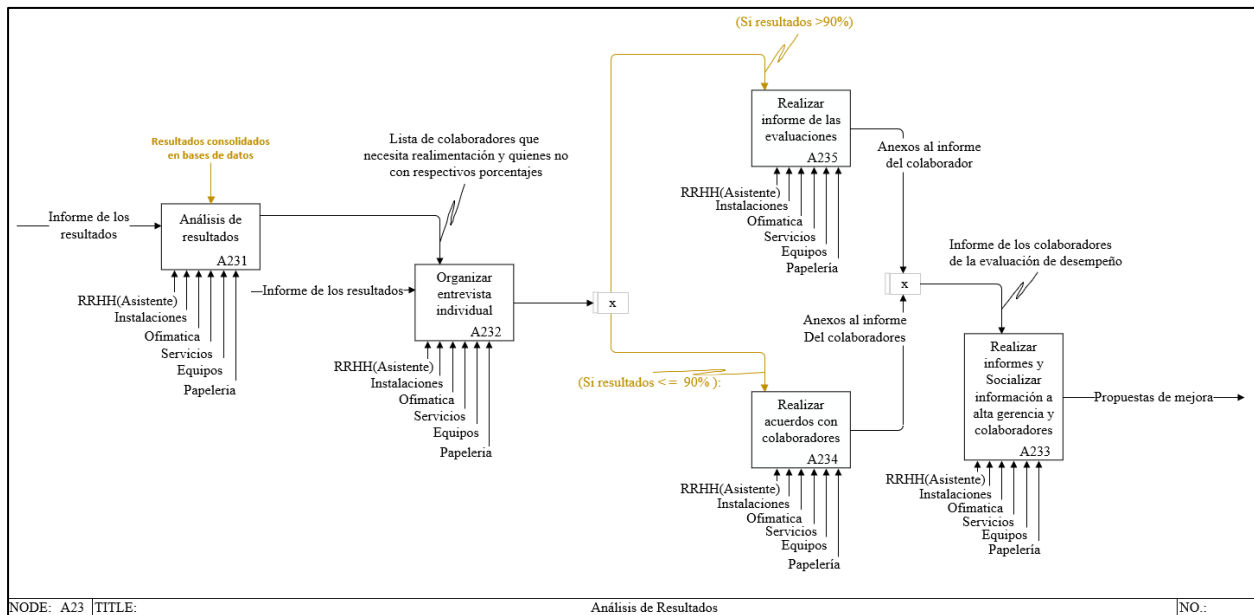 (Si resultados >90%)
Resultados consolidados
en bases de datos
Lista de colaboradores que
necesita realimentación y quienes no
con respectivos porcentajes
Informe de los
resultados
Análisis de
resultados
A231
RRHH(Asistente)
Instalaciones
Ofimatica
Servicios
Equipos
Papeleria
Informe de los resultados
Organizar
entrevista
individual
A232
RRHH(Asistente)
Instalaciones
Ofimatica
Servicios
Equipos
Papeleria
x
Realizar
informe de las
evaluaciones
A235
RRHH(Asistente)
Instalaciones
Ofimatica
Servicios
Equipos
Papelería
Anexos al informe
del colaborador
(Si resultados < = 90% ):
Realizar
acuerdos con
colaboradores
A234
RRHH(Asistente)
Instalaciones
Ofimatica
Servicios
Equipos
Papelería
Anexos al informe
Del colaboradores
x
Informe de los colaboradores
de la evaluación de desempeño
Realizar
informes y
Socializar
información a
alta gerencia y
colaboradores
A233
RRHH(Asistente)
Instalaciones
Ofimatica
Servicios
Equipos
Papelería
Propuestas de mejora
NODE: A23
TITLE:
Análisis de Resultados
NO.: